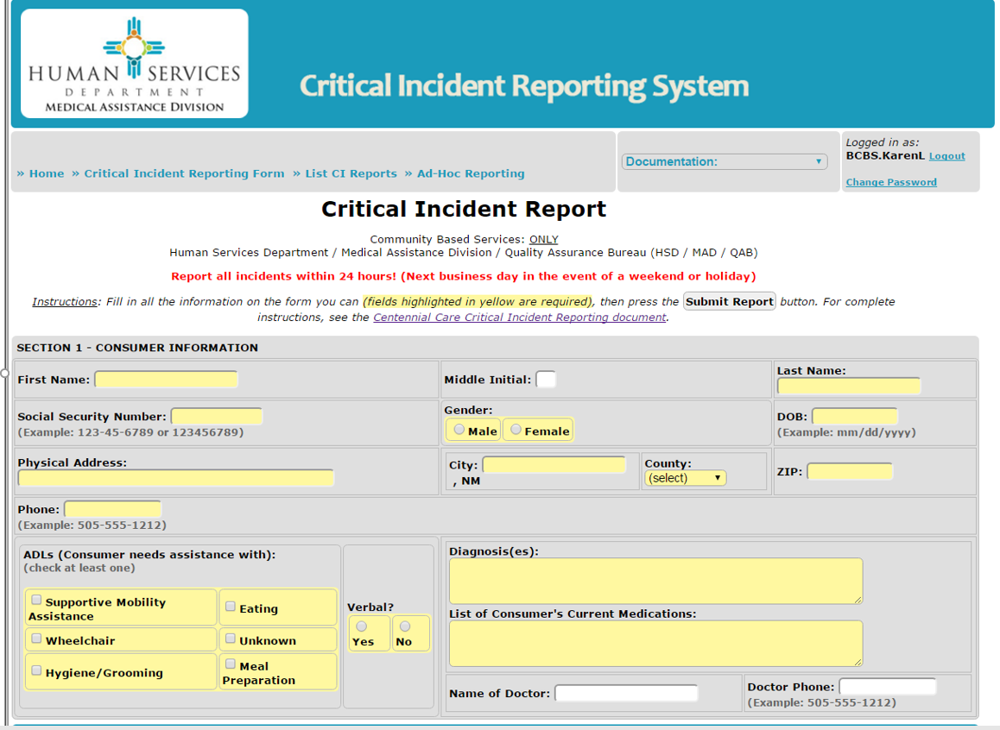 HUMAN SERVICES
DEPARTMENT
MEDICAL ASSISTANCE DIVISION
Critical Incident Reporting System
» Home » Critical Incident Reporting Form » List CI Reports » Ad-Hoc Reporting
Documentation:
Logged in as:
BCBS.KarenL Logout
Change Password
Critical Incident Report
Community Based Services: ONLY
Human Services Department / Medical Assistance Division / Quality Assurance Bureau (HSD / MAD / QAB)
Report all incidents within 24 hours! (Next business day in the event of a weekend or holiday)
Instructions: Fill in all the information on the form you can (fields highlighted in yellow are required), then press the Submit Report button. For complete
instructions, see the Centennial Care Critical Incident Reporting document.
SECTION 1 - CONSUMER INFORMATION
First Name:
Middle Initial:
Last Name:
Social Security Number:
(Example: 123-45-6789 or 123456789)
Gender:
Male Female
DOB:
(Example: mm/dd/yyyy)
Physical Address:
City:
, NM
County:
(select)
ZIP:
Phone:
(Example: 505-555-1212)
ADLs (Consumer needs assistance with):
(check at least one)
Supportive Mobility
Assistance
Eating
Wheelchair
Unknown
Hygiene/Grooming
Meal
Preparation
Verbal?
Yes No
Diagnosis(es):
List of Consumer's Current Medications:
Name of Doctor:
Doctor Phone:
(Example: 505-555-1212)